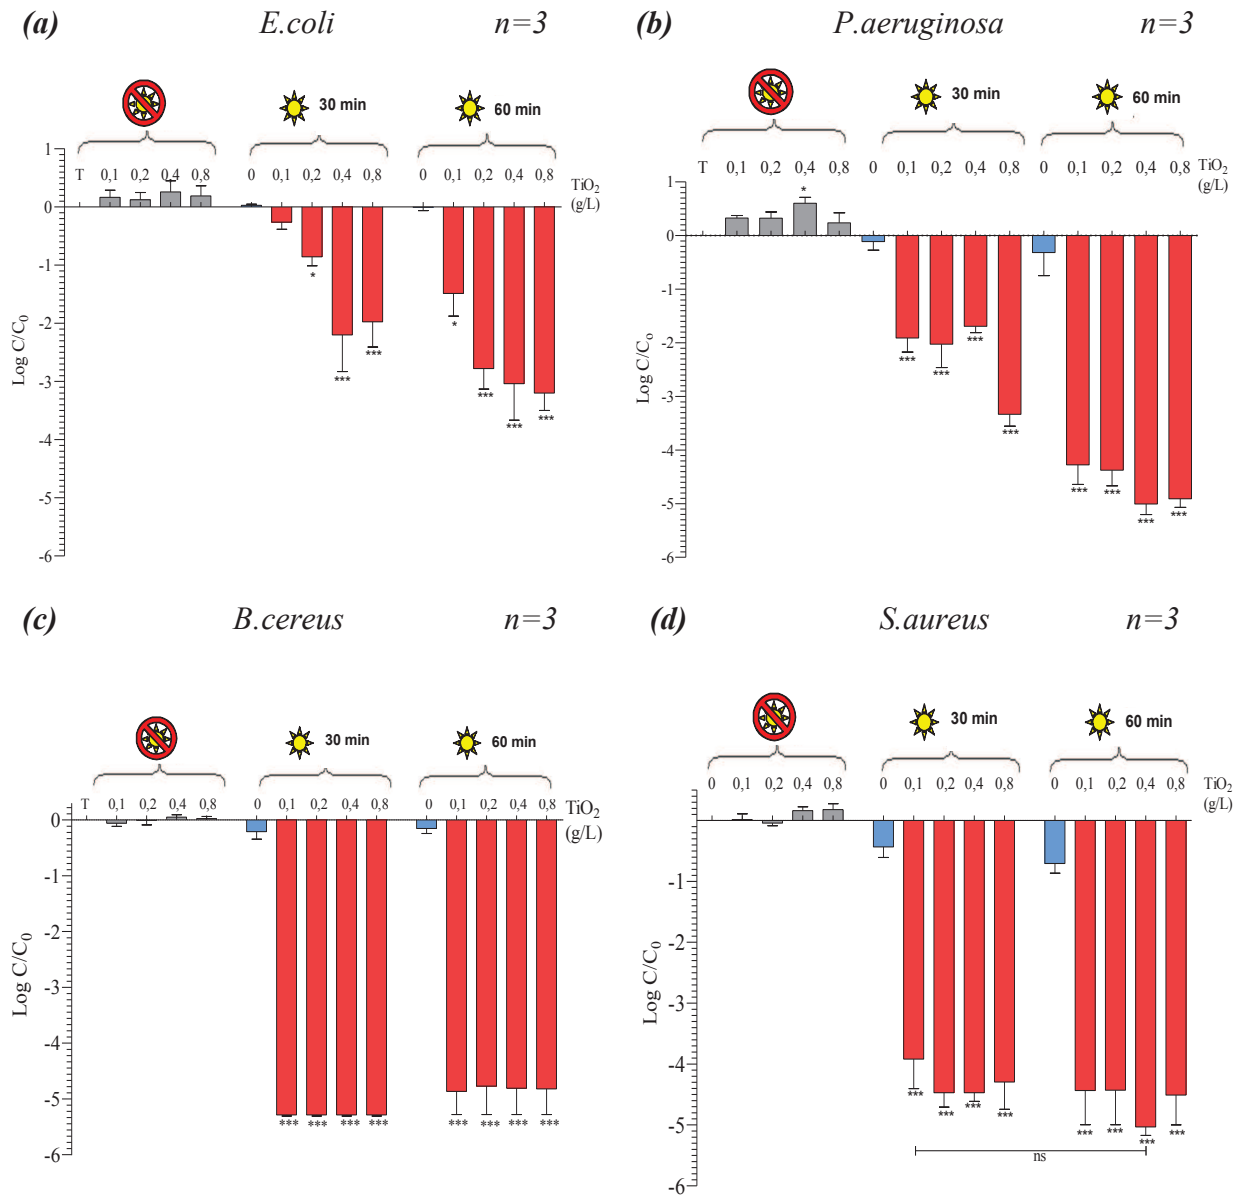 (a) E.coli n=3
30 min 60 min
1
T 0,1 0,2 0,4 0,8 0 0,1 0,2 0,4 0,8 0 0,1 0,2 0,4 0,8 TiO2
(g/L)
0
-1
*
-2
*
***
***
-3
***
***
***
-4
-5
-6
Log C/C0
(b) P.aeruginosa n=3
30 min 60 min
T 0,1 0,2 0,4 0,8 0 0,1 0,2 0,4 0,8 0 0,1 0,2 0,4 0,8 TiO2
(g/L)
1
*
0
-1
-2
***
***
***
-3
***
-4
***
***
-5
***
***
-6
Log C/Co
(c) B.cereus n=3
30 min 60 min
T 0,1 0,2 0,4 0,8 0 0,1 0,2 0,4 0,8 0 0,1 0,2 0,4 0,8 TiO2
(g/L)
0
-1
-2
-3
-4
-5
*** *** *** *** *** *** *** ***
-6
Log C/C0
(d) S.aureus n=3
30 min 60 min
0 0,1 0,2 0,4 0,8 0 0,1 0,2 0,4 0,8 0 0,1 0,2 0,4 0,8 TiO2
(g/L)
-1
-2
-3
-4
*** *** *** *** *** *** *** ***
-5
ns
-6
Log C/C0